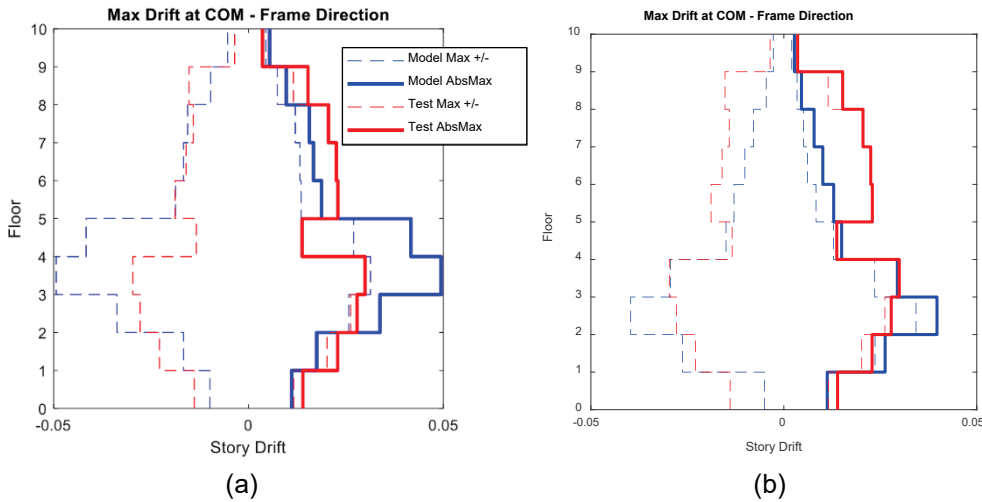 Max Drift at COM - Frame Direction
10
9
8
7
6
5
4
3
2
1
0
Floor
-0.05
0
0.05
Story Drift
Model Max +/-
Model AbsMax
Test Max +/-
Test AbsMax
(a)
Max Drift at COM - Frame Direction
10
9
8
7
6
5
4
3
2
1
0
Floor
-0.05
0
0.05
Story Drift
(b)